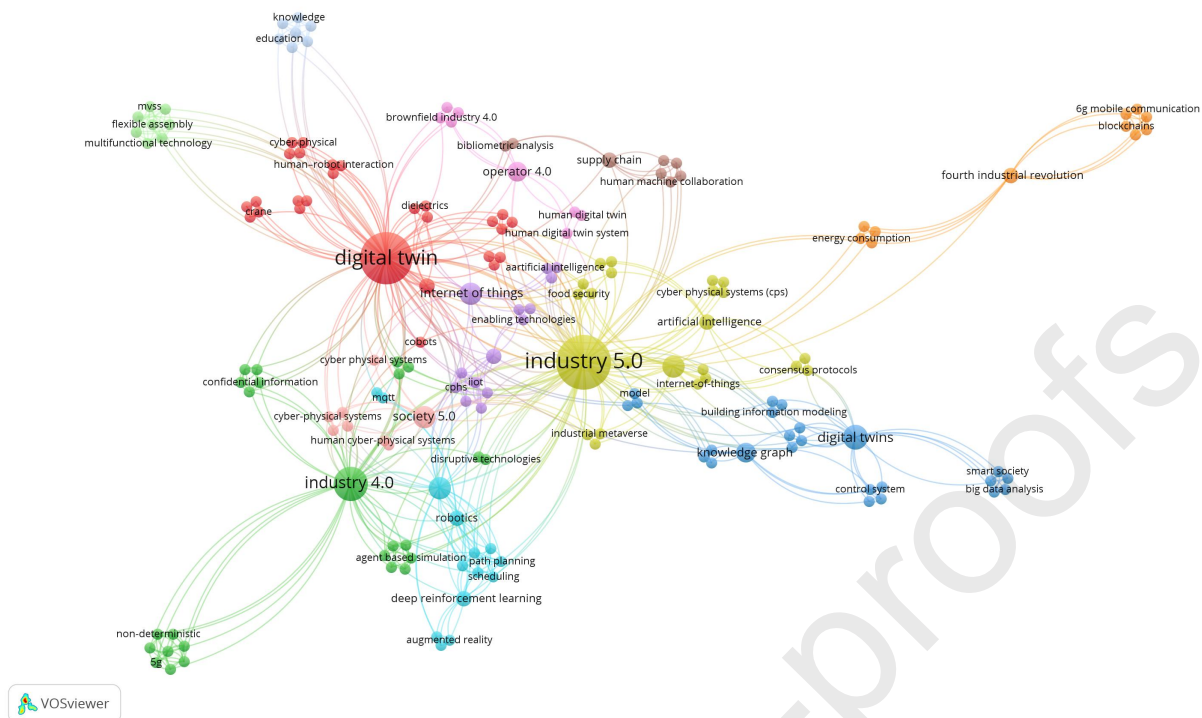 knowledge
education
mvss
flexible assembly
multifunctional technology
cyber-physical
human–robot interaction
crane
brownfield industry 4.0
bibliometric analysis
operator 4.0
supply chain
human machine collaboration
6g mobile communication
blockchains
fourth industrial revolution
energy consumption
dielectrics
human digital twin
human digital twin system
digital twin
aartificial intelligence
internet of things
food security
cyber physical systems (cps)
enabling technologies
artificial intelligence
cobots
industry 5.0
cyber physical systems
confidential information
cphs
iiot
mqtt
internet-of-things
consensus protocols
model
building information modeling
cyber-physical systems
society 5.0
human cyber-physical systems
industrial metaverse
digital twins
disruptive technologies
knowledge graph
smart society
big data analysis
control system
industry 4.0
robotics
agent based simulation
path planning
scheduling
deep reinforcement learning
augmented reality
non-deterministic
5g
VOSviewer
proofs